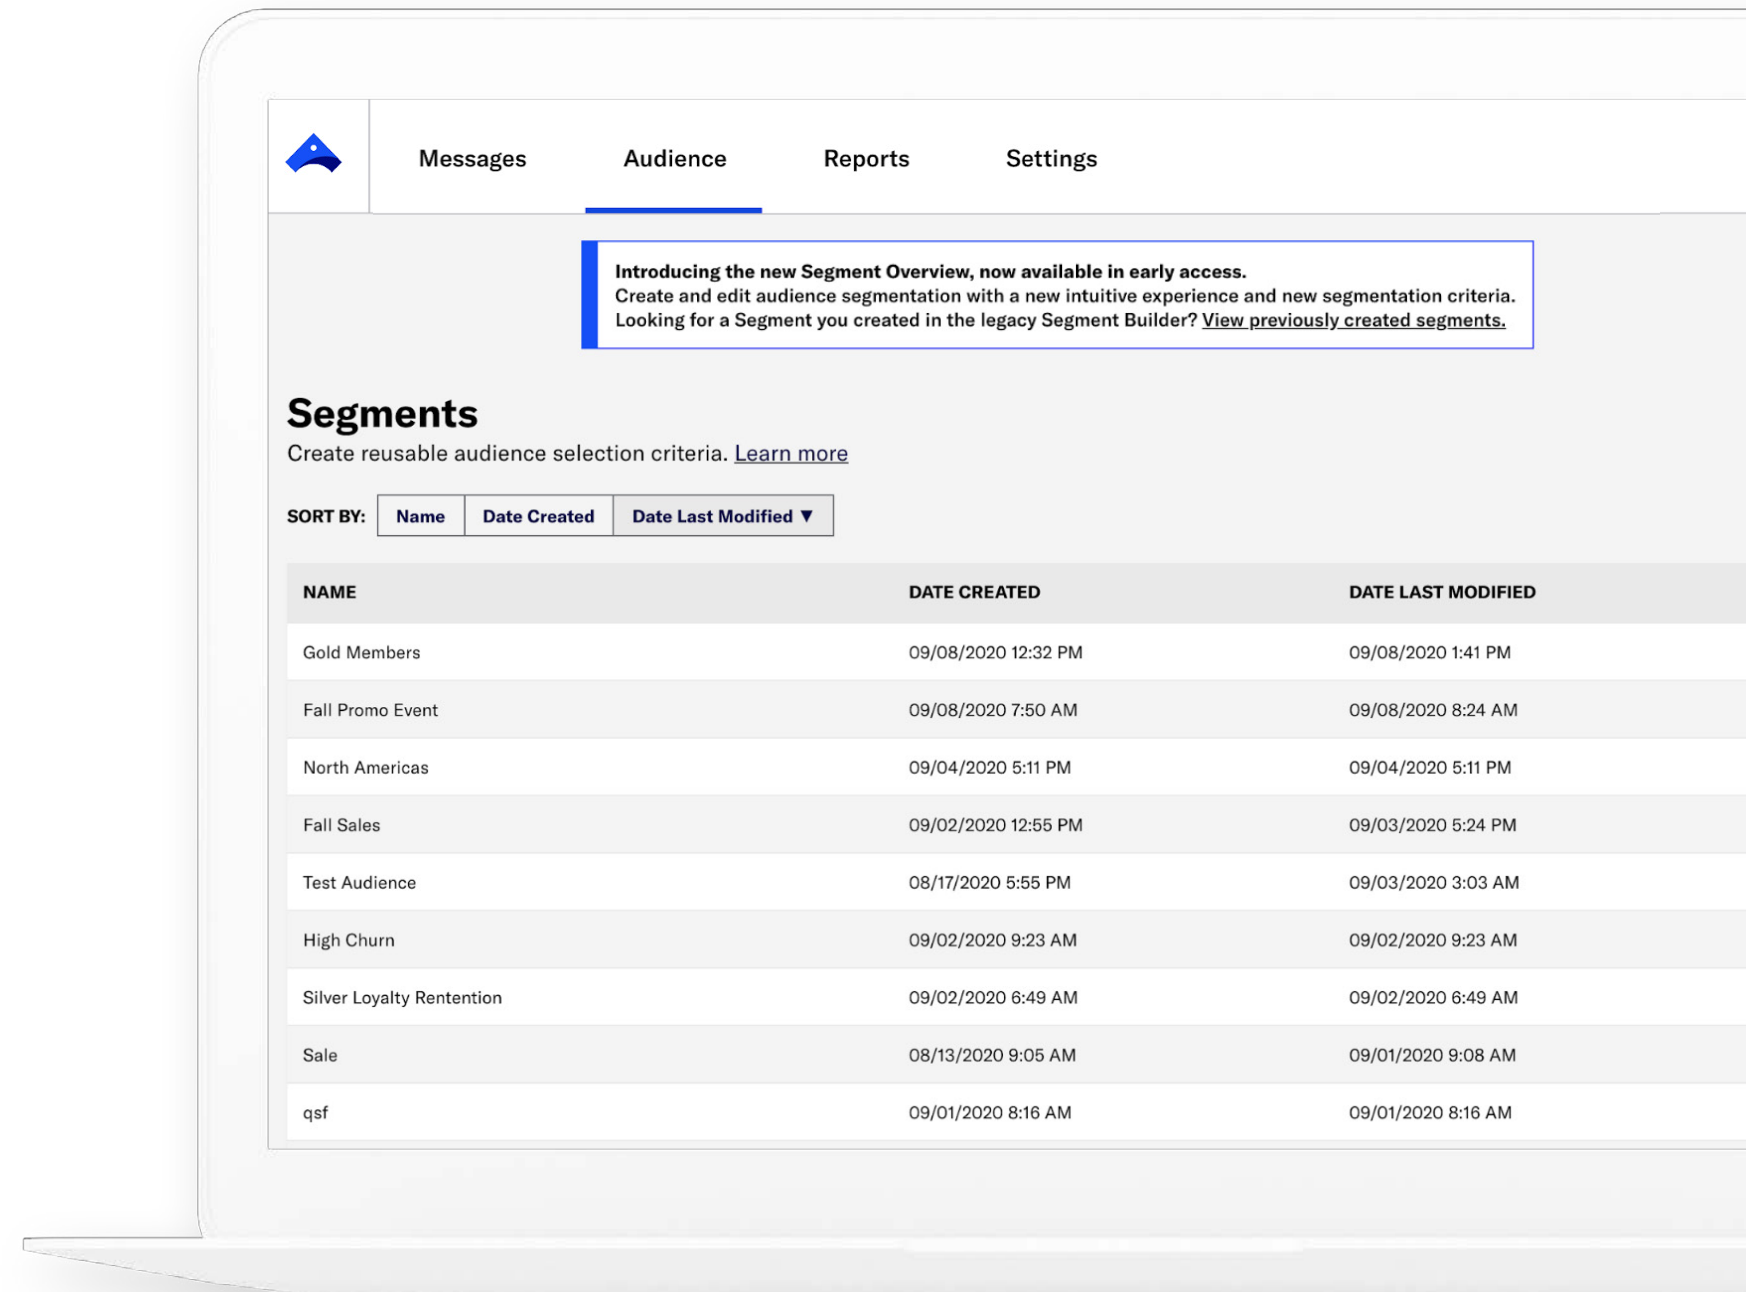 Messages Audience Reports Settings
Introducing the new Segment Overview, now available in early access.
Create and edit audience segmentation with a new intuitive experience and new segmentation criteria.
Looking for a Segment you created in the legacy Segment Builder? View previously created segments.
Segments
Create reusable audience selection criteria. Learn more
SORT BY: Name Date Created Date Last Modified ▼
NAME DATE CREATED DATE LAST MODIFIED
Gold Members 09/08/2020 12:32 PM 09/08/2020 1:41 PM
Fall Promo Event 09/08/2020 7:50 AM 09/08/2020 8:24 AM
North Americas 09/04/2020 5:11 PM 09/04/2020 5:11 PM
Fall Sales 09/02/2020 12:55 PM 09/03/2020 5:24 PM
Test Audience 08/17/2020 5:55 PM 09/03/2020 3:03 AM
High Churn 09/02/2020 9:23 AM 09/02/2020 9:23 AM
Silver Loyalty Rentention 09/02/2020 6:49 AM 09/02/2020 6:49 AM
Sale 08/13/2020 9:05 AM 09/01/2020 9:08 AM
qsf 09/01/2020 8:16 AM 09/01/2020 8:16 AM